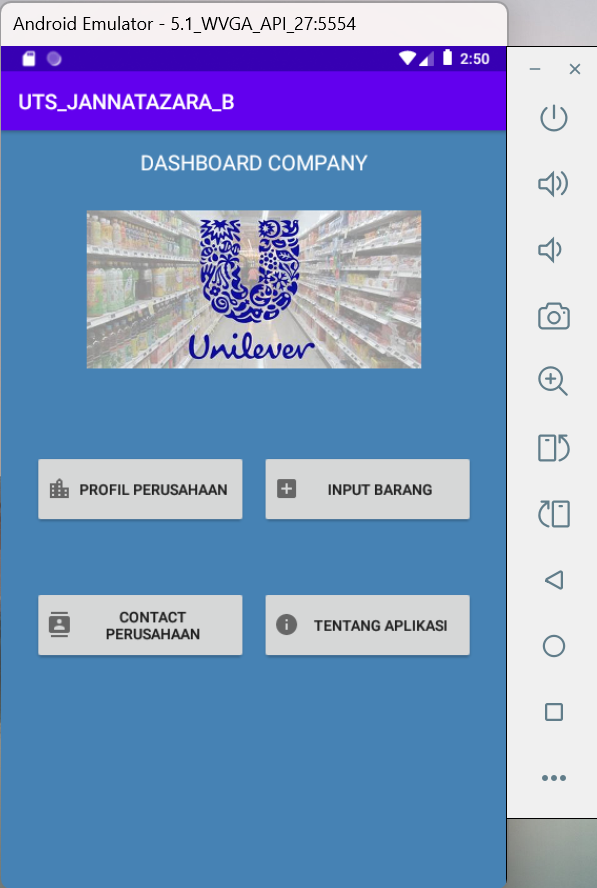 Android Emulator - 5.1_WVGA_API_27:5554
2:50
UTS_JANNATAZARA_B
DASHBOARD COMPANY
Unilever
PROFIL PERUSAHAAN
INPUT BARANG
CONTACT
PERUSAHAAN
TENTANG APLIKASI